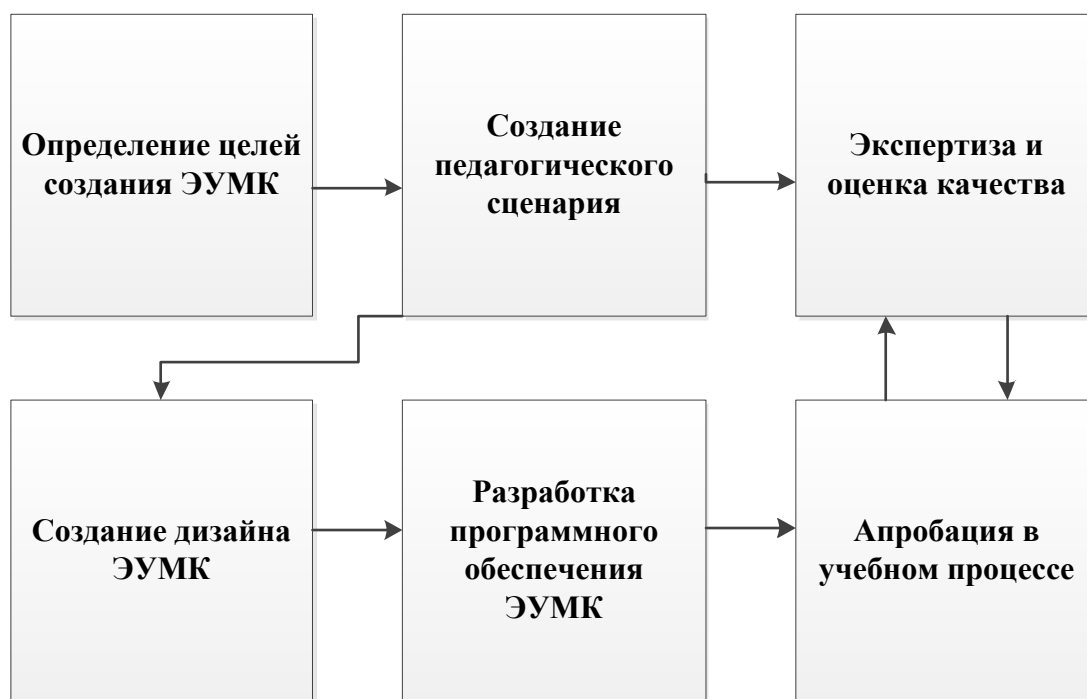 Определение целей
создания ЭУМК
Создание
педагогического
сценария
Экспертиза и
оценка качества
Создание дизайна
ЭУМК
Разработка
программного
обеспечения
ЭУМК
Апробация в
учебном процессе